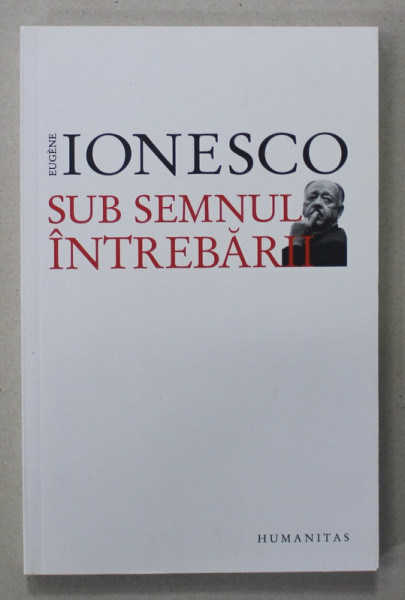 EUGÈNE
IONESCO
SUB SEMNUL
ÎNTREBĂRII
HUMANITAS